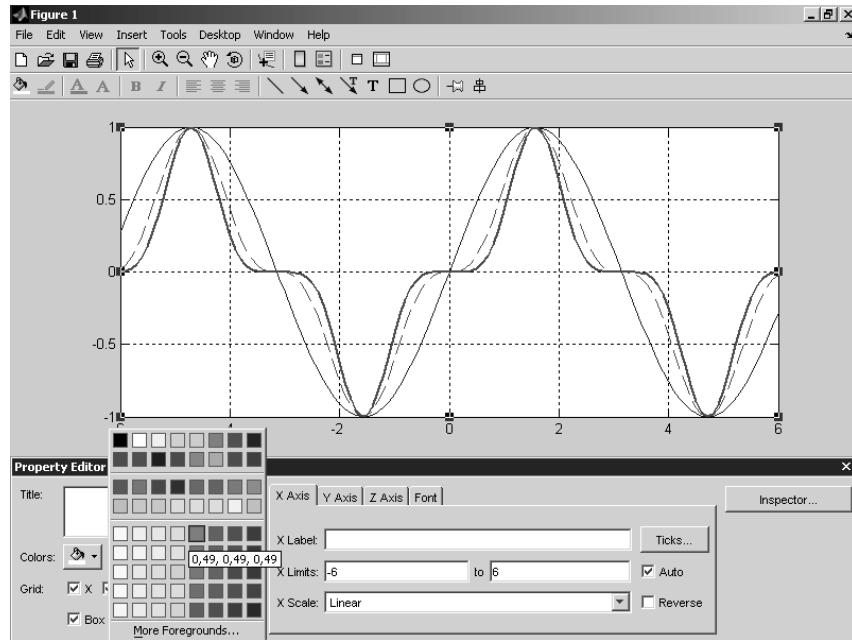 Figure 1
File Edit View Insert Tools Desktop Window Help
A A B I T T
1
0.5
0
-0.5
-1
-4 -2 0 2 4 6
Property Editor
Title:
Colors:
Grid:
X
Box
0,49, 0,49, 0,49
More Foregrounds...
X Axis Y Axis Z Axis Font
X Label:
Ticks...
X Limits: -6 to 6
Auto
X Scale: Linear
Reverse
Inspector...